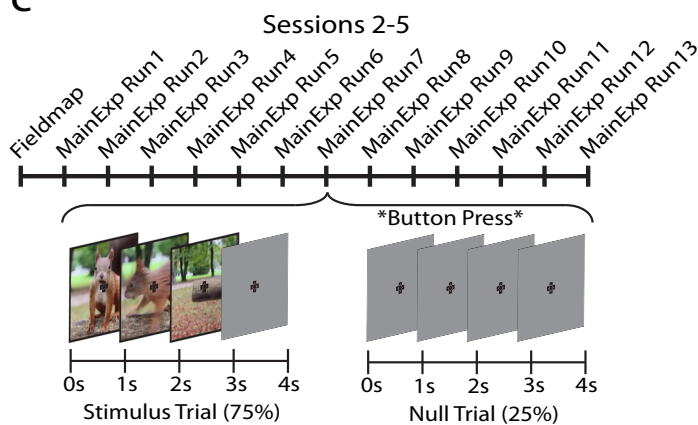 C
Sessions 2-5
Fieldmap
MainExp Run1
MainExp Run2
MainExp Run3
MainExp Run4
MainExp Run5
MainExp Run6
MainExp Run7
MainExp Run8
MainExp Run9
MainExp Run10
MainExp Run11
MainExp Run12
MainExp Run13
*Button Press*
0s 1s 2s 3s 4s
Stimulus Trial (75%)
0s 1s 2s 3s 4s
Null Trial (25%)